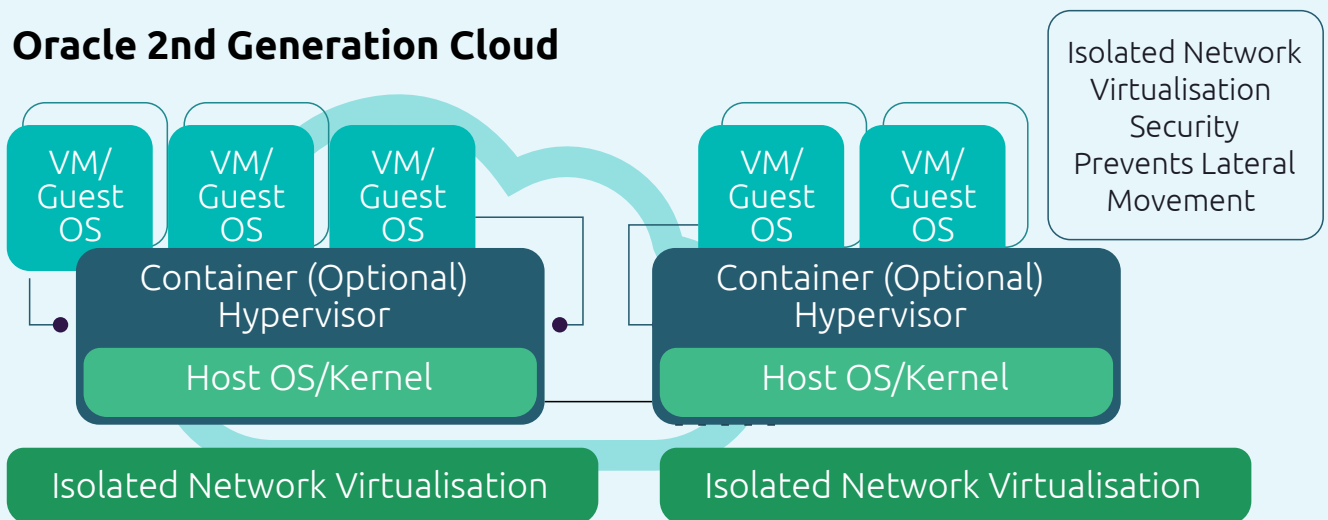 Oracle 2nd Generation Cloud
Isolated Network
Virtualisation
Security
Prevents Lateral
Movement
VM/
Guest
OS
VM/
Guest
OS
VM/
Guest
OS
VM/
Guest
OS
VM/
Guest
OS
Container (Optional)
Hypervisor
Host OS/Kernel
Container (Optional)
Hypervisor
Host OS/Kernel
Isolated Network Virtualisation
Isolated Network Virtualisation